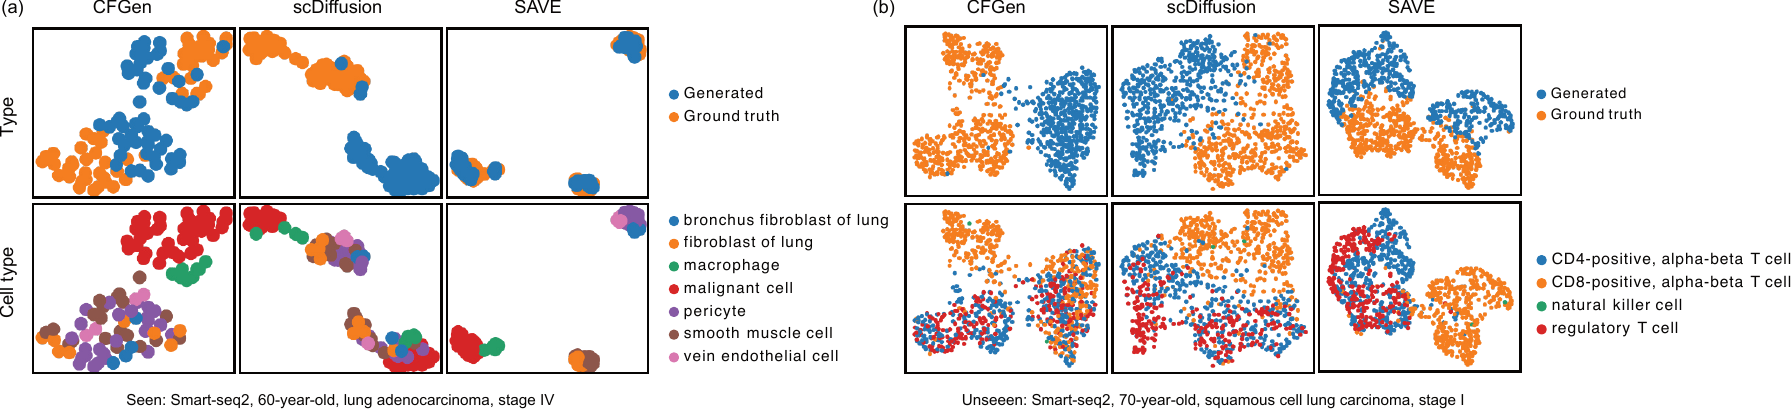 (a)
CFGen
scDiffusion
SAVE
Type
Generated
Ground truth
Cell type
bronchus fibroblast of lung
fibroblast of lung
macrophage
malignant cell
pericyte
smooth muscle cell
vein endothelial cell
Seen: Smart-seq2, 60-year-old, lung adenocarcinoma, stage IV
(b)
CFGen
scDiffusion
SAVE
Generated
Ground truth
CD4-positive, alpha-beta T cell
CD8-positive, alpha-beta T cell
natural killer cell
regulatory T cell
Unseeen: Smart-seq2, 70-year-old, squamous cell lung carcinoma, stage I